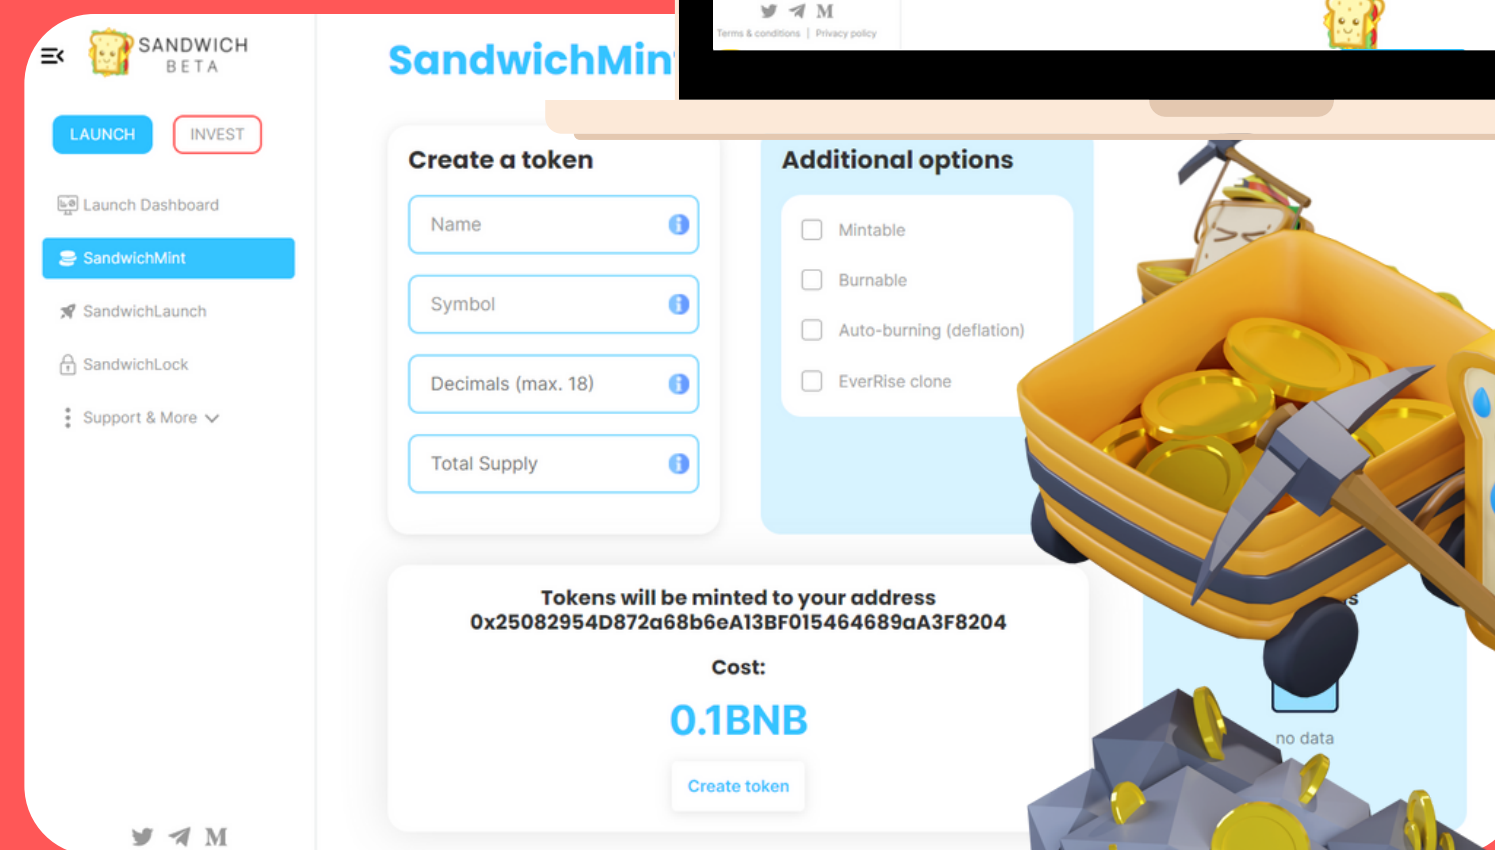 Terms & conditions | Privacy policy
SANDWICH
BETA
LAUNCH
INVEST
Launch Dashboard
SandwichMint
SandwichLaunch
SandwichLock
Support & More
M
SandwichMin
Create a token
Name
Symbol
Decimals (max. 18)
Total Supply
Additional options
Mintable
Burnable
Auto-burning (deflation)
EverRise clone
Tokens will be minted to your address
0x25082954D872a68b6eA13BF015464689aA3F8204
Cost:
0.1BNB
Create token
no data